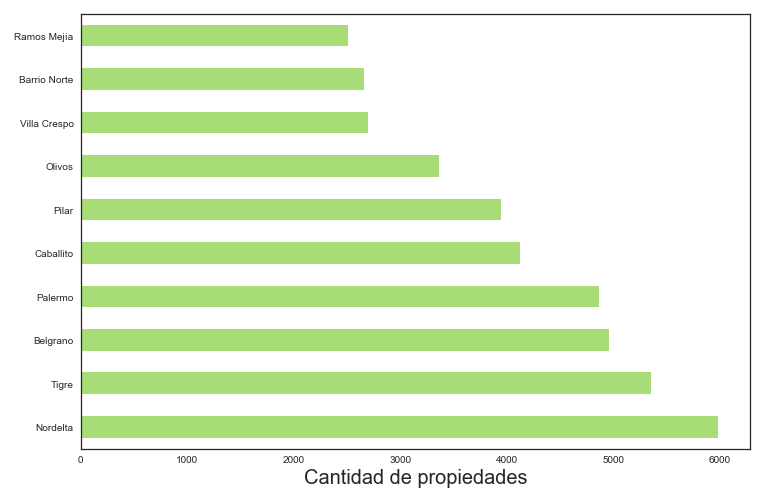 Ramos Mejía
Barrio Norte
Villa Crespo
Olivos
Pilar
Caballito
Palermo
Belgrano
Tigre
Nordelta
0 1000 2000 3000 4000 5000 6000
Cantidad de propiedades